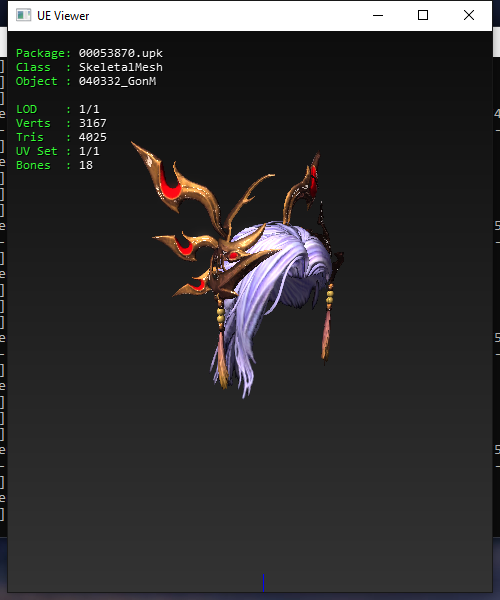 UE Viewer
Package: 00053870.upk
Class : SkeletalMesh
Object : 040332_GonM
LOD : 1/1
Verts : 3167
Tris : 4025
UV Set : 1/1
Bones : 18